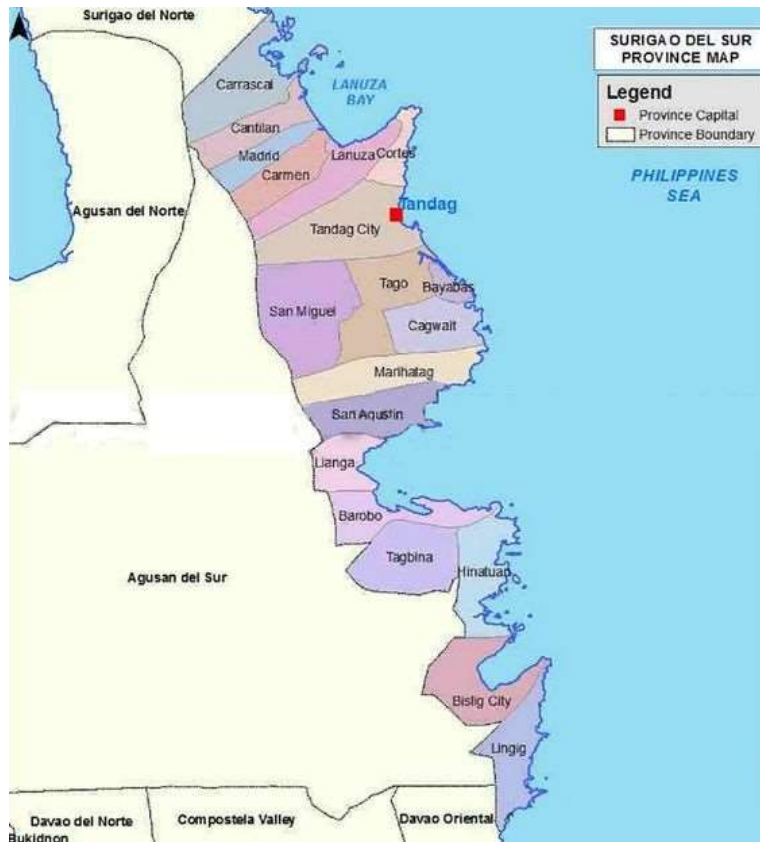 Surigao del Norte
SURIGAO DEL SUR
PROVINCE MAP
Legend
Province Capital
Province Boundary
LANUZA
BAY
PHILIPPINES
SEA
Carrascal
Cantilan
Madrid
Lanuza
Cortes
Carmen
Agusan del Norte
Tandag
Tandag City
Tago
Bayabas
San Miguel
Cagwait
Marihatag
San Agustin
Lianga
Barobo
Tagbina
Hinatuan
Agusan del Sur
Bislig City
Lingig
Davao del Norte
Compostela Valley
Davao Oriental
Bukidnon